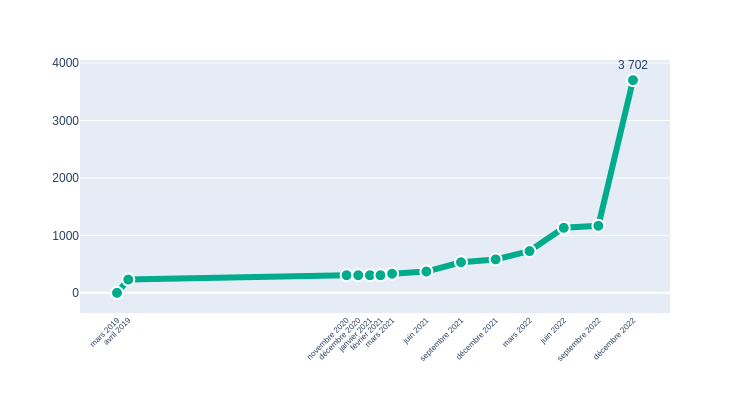 3 702
4000
3000
2000
1000
0
mars 2019
avril 2019
novembre 2020
décembre 2020
janvier 2021
février 2021
mars 2021
juin 2021
septembre 2021
décembre 2021
mars 2022
juin 2022
septembre 2022
décembre 2022